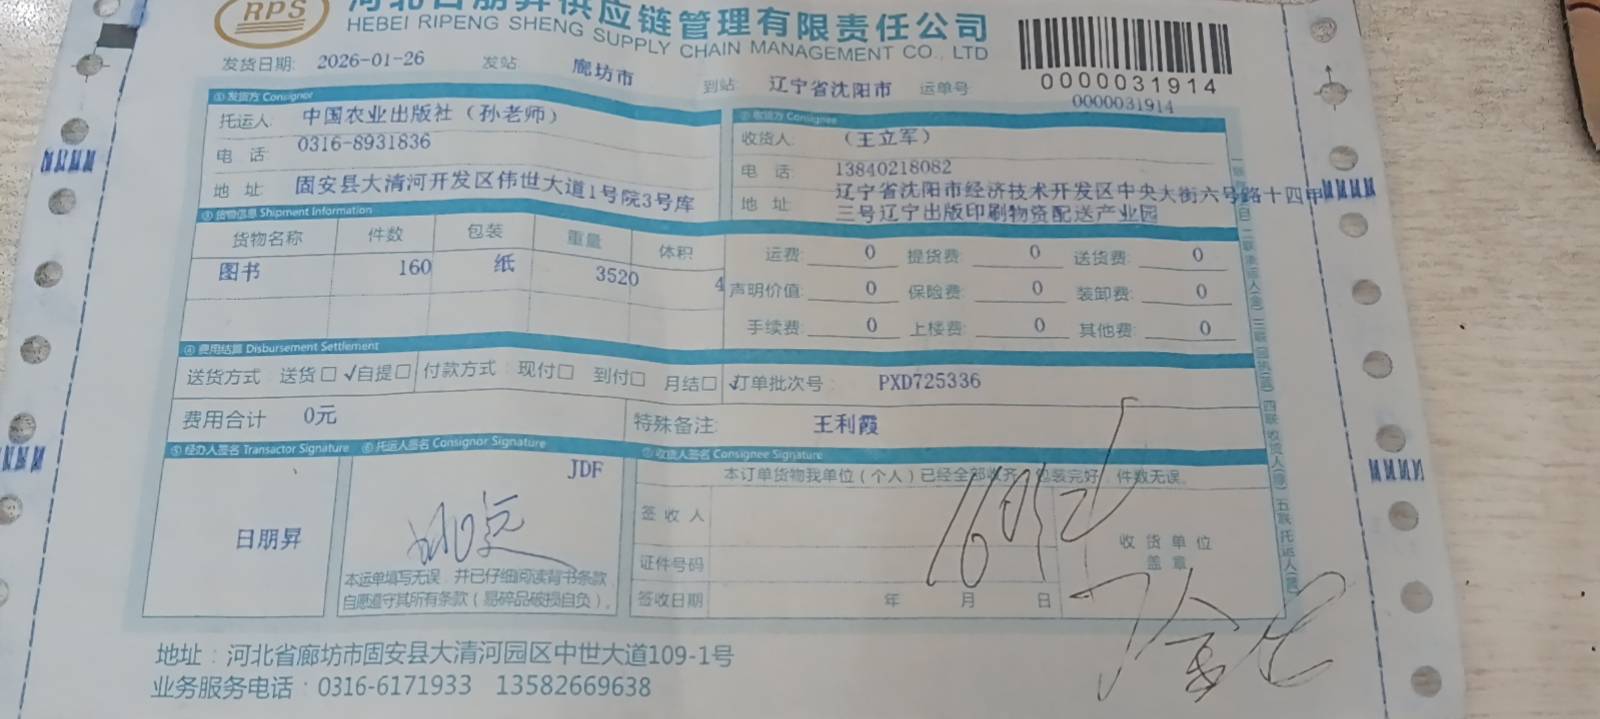 RPS
河北日朋昇供应链管理有限责任公司
HEBEI RIPENG SHENG SUPPLY CHAIN MANAGEMENT CO., LTD
发货日期: 2026-01-26 发站 廊坊市 到站: 辽宁省沈阳市 运单号 0000031914
0000031914
①发货方 Consignor
②收货方 Consignee
托运人: 中国农业出版社（孙老师）
收货人: （王立军）
电 话 0316-8931836
电 话: 13840218082
地 址: 固安县大清河开发区伟世大道1号院3号库
地 址: 辽宁省沈阳市经济技术开发区中央大街六号路十四甲
三号辽宁出版印刷物资配送产业园
③货物信息 Shipment Information
货物名称 件数 包装 重量 体积
图书 160 纸 3520 4
运费: 0 提货费: 0 送货费: 0
声明价值: 0 保险费: 0 装卸费: 0
手续费: 0 上楼费: 0 其他费: 0
④费用结算 Disbursement Settlement
送货方式 送货□ √自提□ 付款方式 现付□ 到付□ 月结□ √订单批次号: PXD725336
费用合计 0元
特殊备注: 王利霞
⑤经办人签名 Transactor Signature ⑥托运人签名 Consignor Signature
⑦收货人签名 Consignee Signature
日朋昇
JDF
本运单填写无误，并已仔细阅读背书条款，
自愿遵守其所有条款（易碎品破损自负）。
本订单货物我单位（个人）已经全部收齐，包装完好，件数无误。
签收人
证件号码
签收日期 年 月 日
收货单位
盖章
160件
地址：河北省廊坊市固安县大清河园区中世大道109-1号
业务服务电话：0316-6171933 13582669638